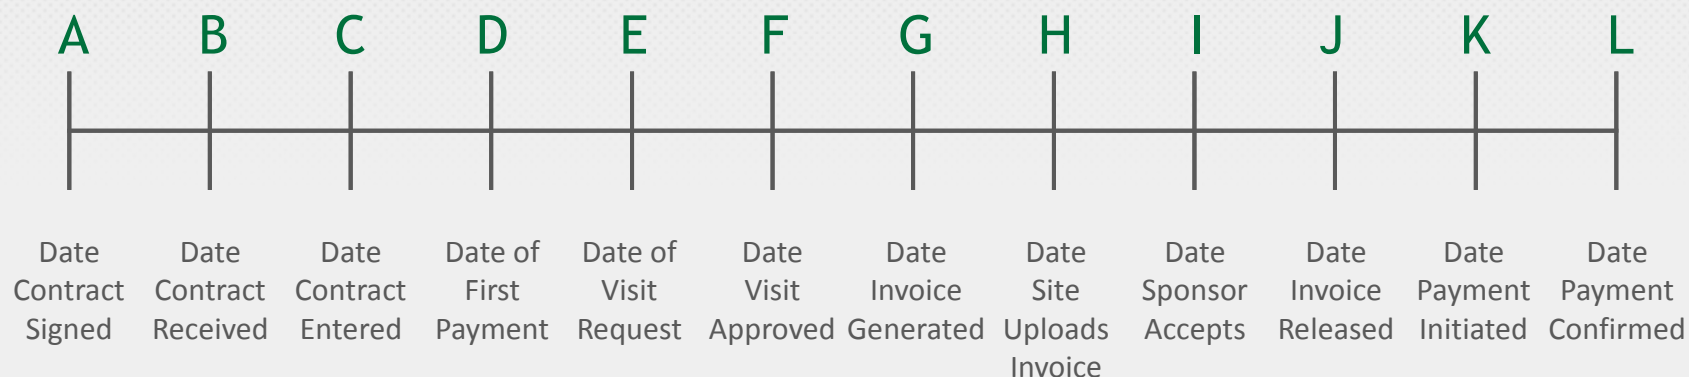 A B C D E F G H I J K L
Date Contract Signed
Date Contract Received
Date Contract Entered
Date of First Payment
Date of Visit Request
Date Visit Approved
Date Invoice Generated
Date Site Uploads Invoice
Date Sponsor Accepts
Date Invoice Released
Date Payment Initiated
Date Payment Confirmed